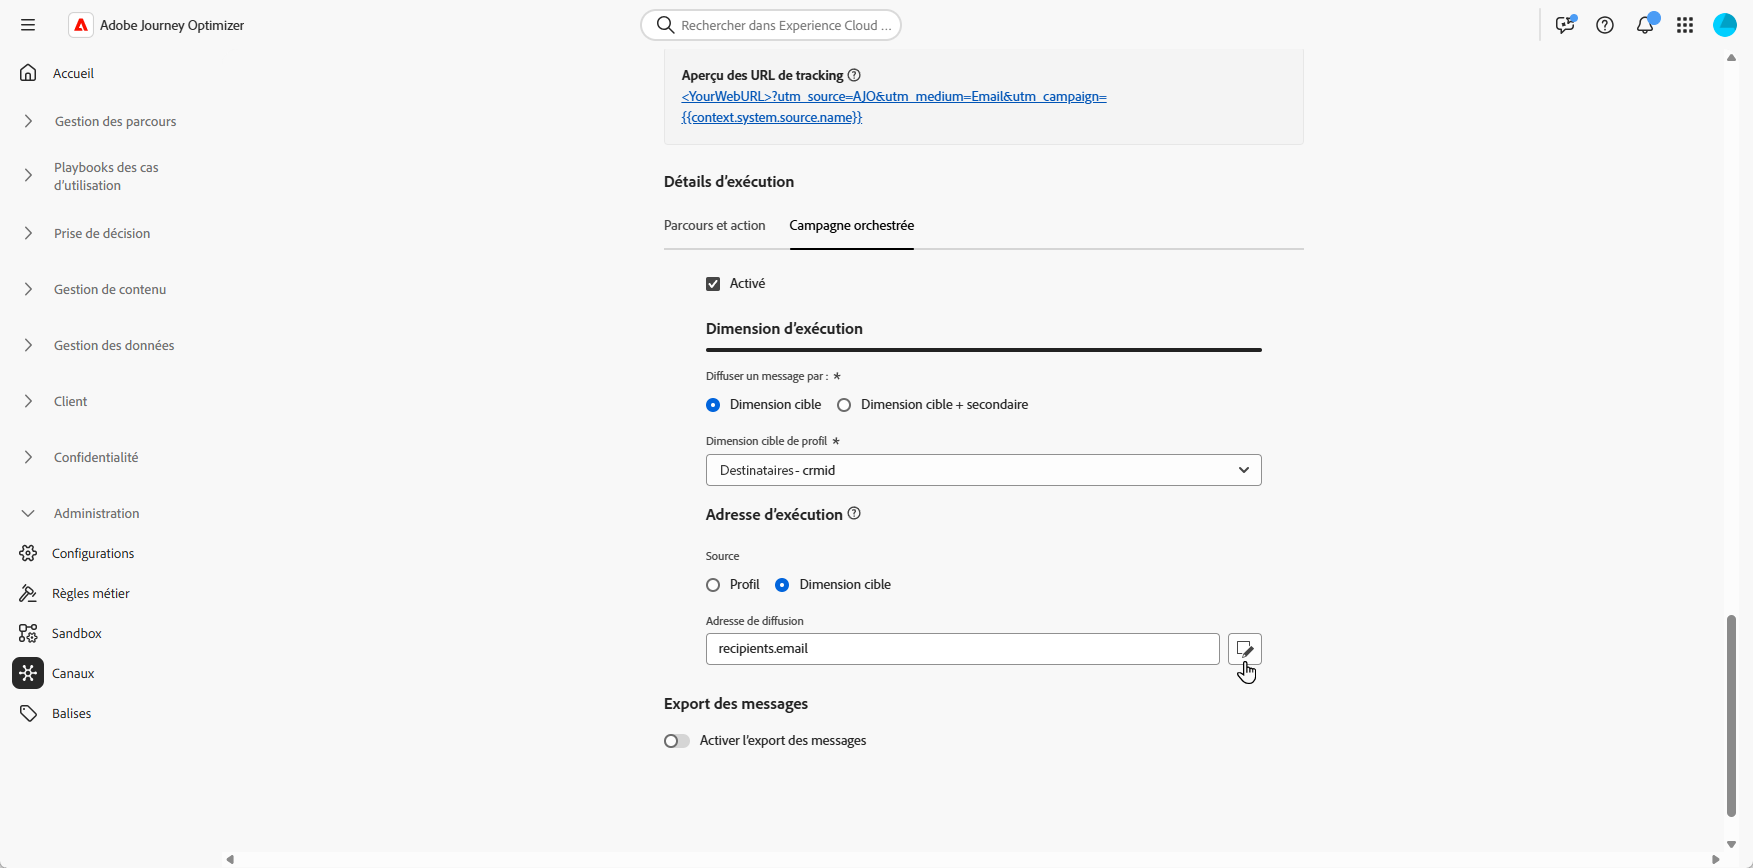 Adobe Journey Optimizer
Rechercher dans Experience Cloud ...
Accueil
Gestion des parcours
Playbooks des cas
d’utilisation
Prise de décision
Gestion de contenu
Gestion des données
Client
Confidentialité
Administration
Configurations
Règles métier
Sandbox
Canaux
Balises
Aperçu des URL de tracking
<YourWebURL>?utm_source=AJO&utm_medium=Email&utm_campaign=
{{context.system.source.name}}
Détails d’exécution
Parcours et action
Campagne orchestrée
Activé
Dimension d’exécution
Diffuser un message par : *
Dimension cible
Dimension cible + secondaire
Dimension cible de profil *
Destinataires - crmid
Adresse d’exécution
Source
Profil
Dimension cible
Adresse de diffusion
recipients.email
Export des messages
Activer l’export des messages